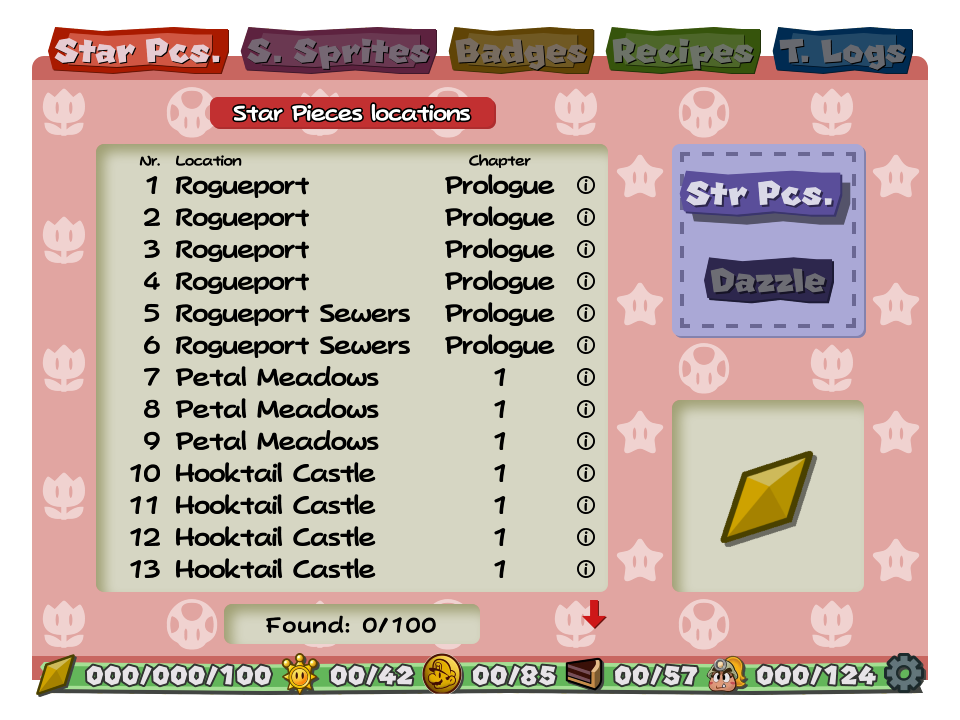 Star Pcs. S. Sprites Badges Recipes T. Logs
Star Pieces locations
Nr. Location Chapter
1 Rogueport Prologue
2 Rogueport Prologue
3 Rogueport Prologue
4 Rogueport Prologue
5 Rogueport Sewers Prologue
6 Rogueport Sewers Prologue
7 Petal Meadows 1
8 Petal Meadows 1
9 Petal Meadows 1
10 Hooktail Castle 1
11 Hooktail Castle 1
12 Hooktail Castle 1
13 Hooktail Castle 1
Str Pcs.
Dazzle
Found: 0/100
000/000/100 00/42 00/85 00/57 000/124